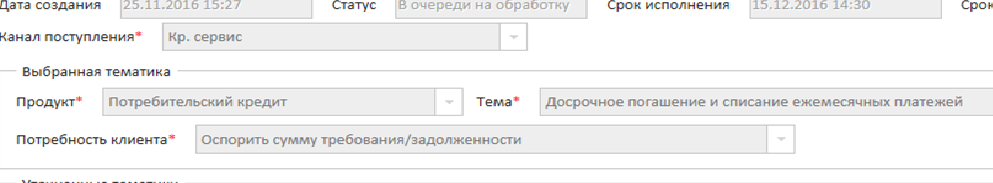 Дата создания 25.11.2016 15:27 Статус В очереди на обработку Срок исполнения 15.12.2016 14:30 Срок
Канал поступления* Кр. сервис
Выбранная тематика
Продукт* Потребительский кредит Тема* Досрочное погашение и списание ежемесячных платежей
Потребность клиента* Оспорить сумму требования/задолженности